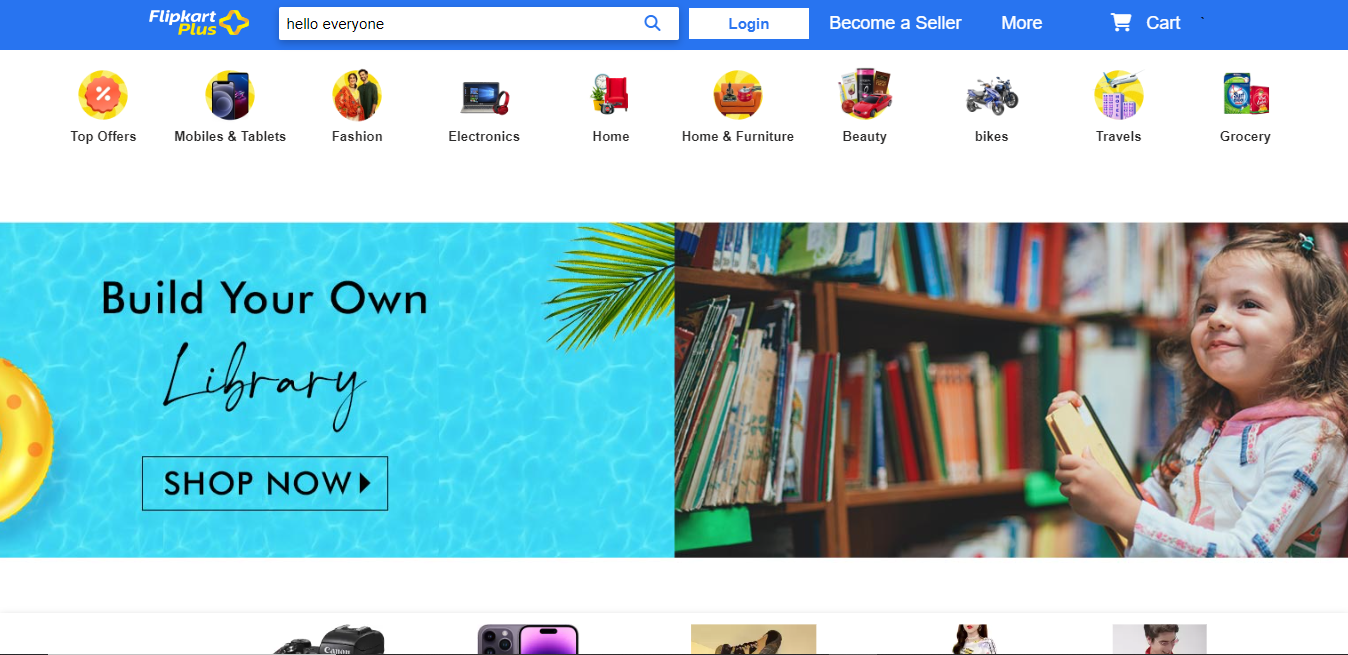 Flipkart
Plus
hello everyone
Login
Become a Seller
More
Cart
Top Offers
Mobiles & Tablets
Fashion
Electronics
Home
Home & Furniture
Beauty
bikes
Travels
Grocery
Build Your Own
Library
SHOP NOW
Canon